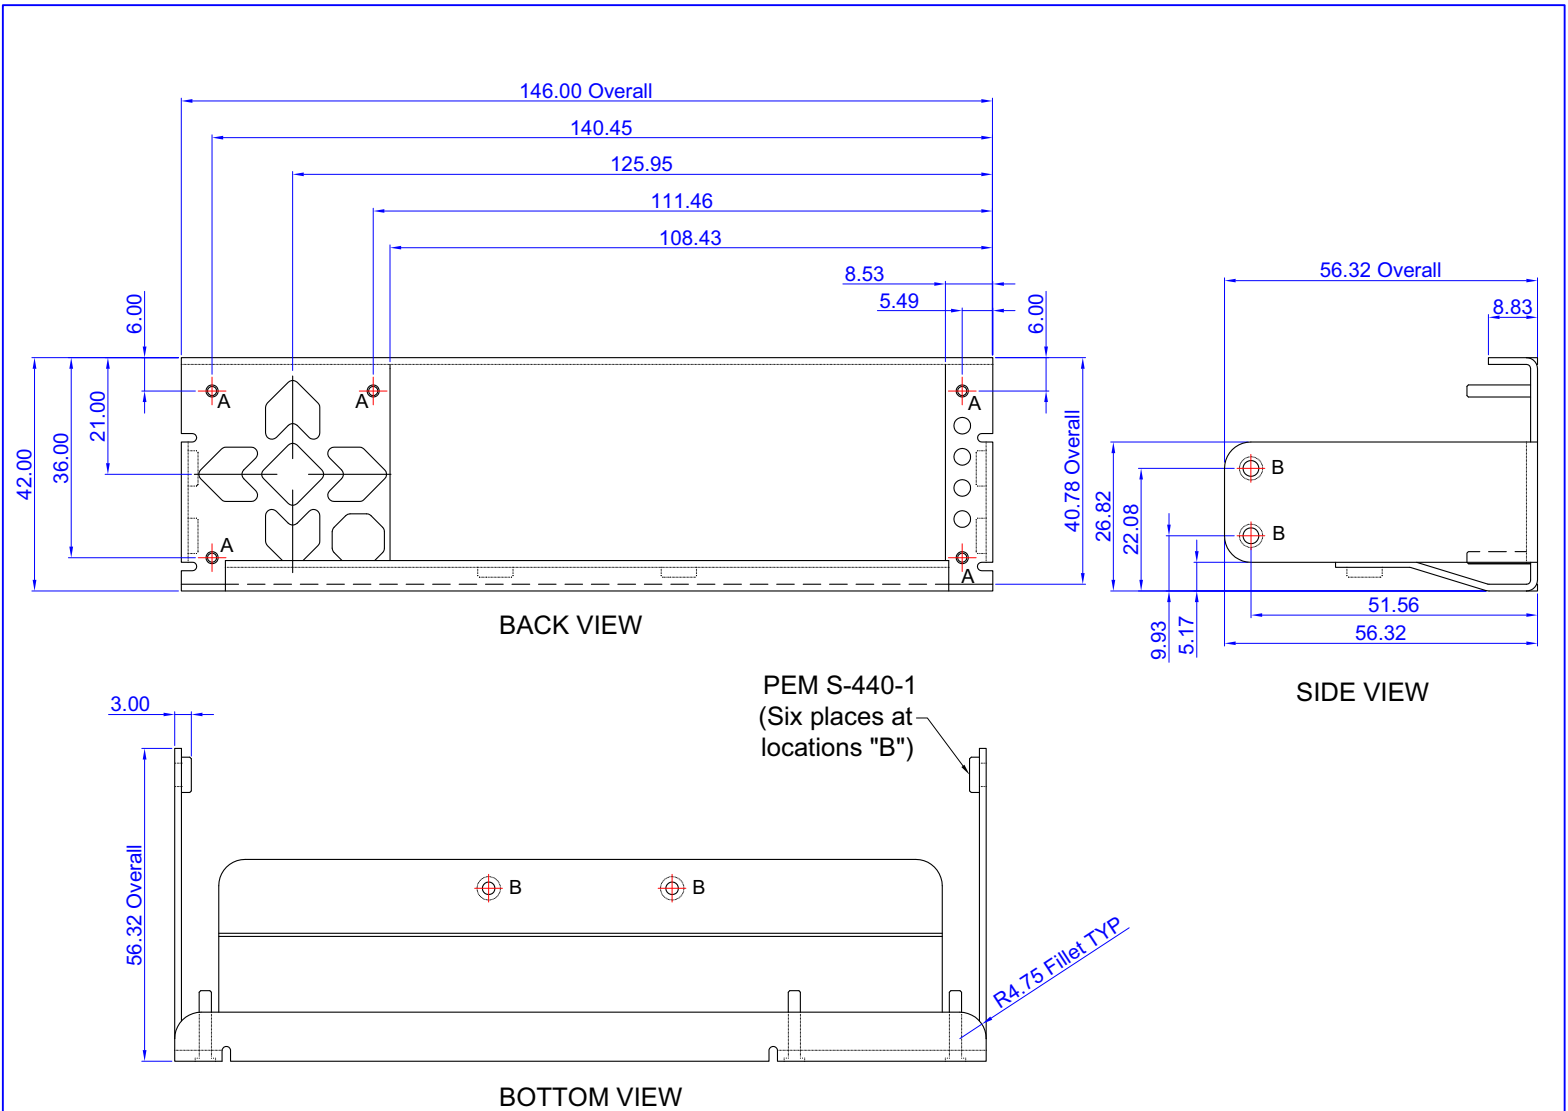 146.00 Overall
140.45
125.95
111.46
108.43
8.53
5.49
6.00
6.00
42.00
36.00
21.00
40.78 Overall
A
A
A
A
A
BACK VIEW
56.32 Overall
8.83
26.82
22.08
9.93
5.17
B
B
51.56
56.32
SIDE VIEW
3.00
56.32 Overall
PEM S-440-1
(Six places at
locations "B")
B
B
R4.75 Fillet TYP
BOTTOM VIEW